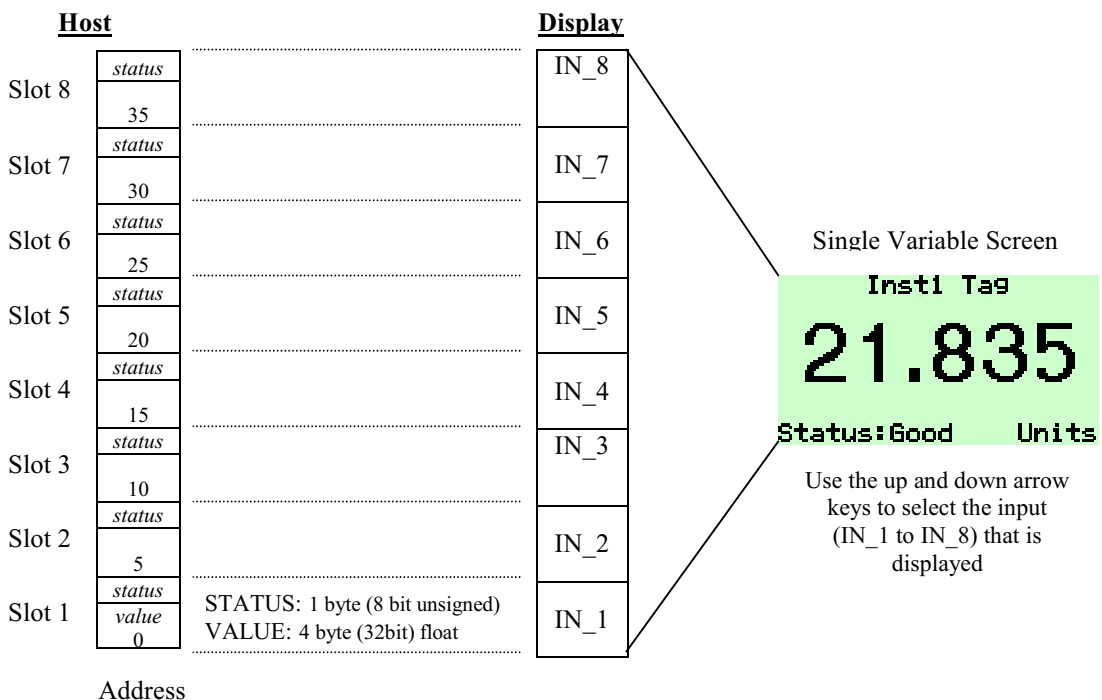 Host
Display
Slot 8
status
35
IN_8
Slot 7
status
30
IN_7
Slot 6
status
25
IN_6
Slot 5
status
20
IN_5
Slot 4
status
15
IN_4
Slot 3
status
10
IN_3
Slot 2
status
5
IN_2
Slot 1
status
value
0
STATUS: 1 byte (8 bit unsigned)
VALUE: 4 byte (32bit) float
IN_1
Address
Single Variable Screen
Inst1 Tag
21.835
Status:Good Units
Use the up and down arrow
keys to select the input
(IN_1 to IN_8) that is
displayed